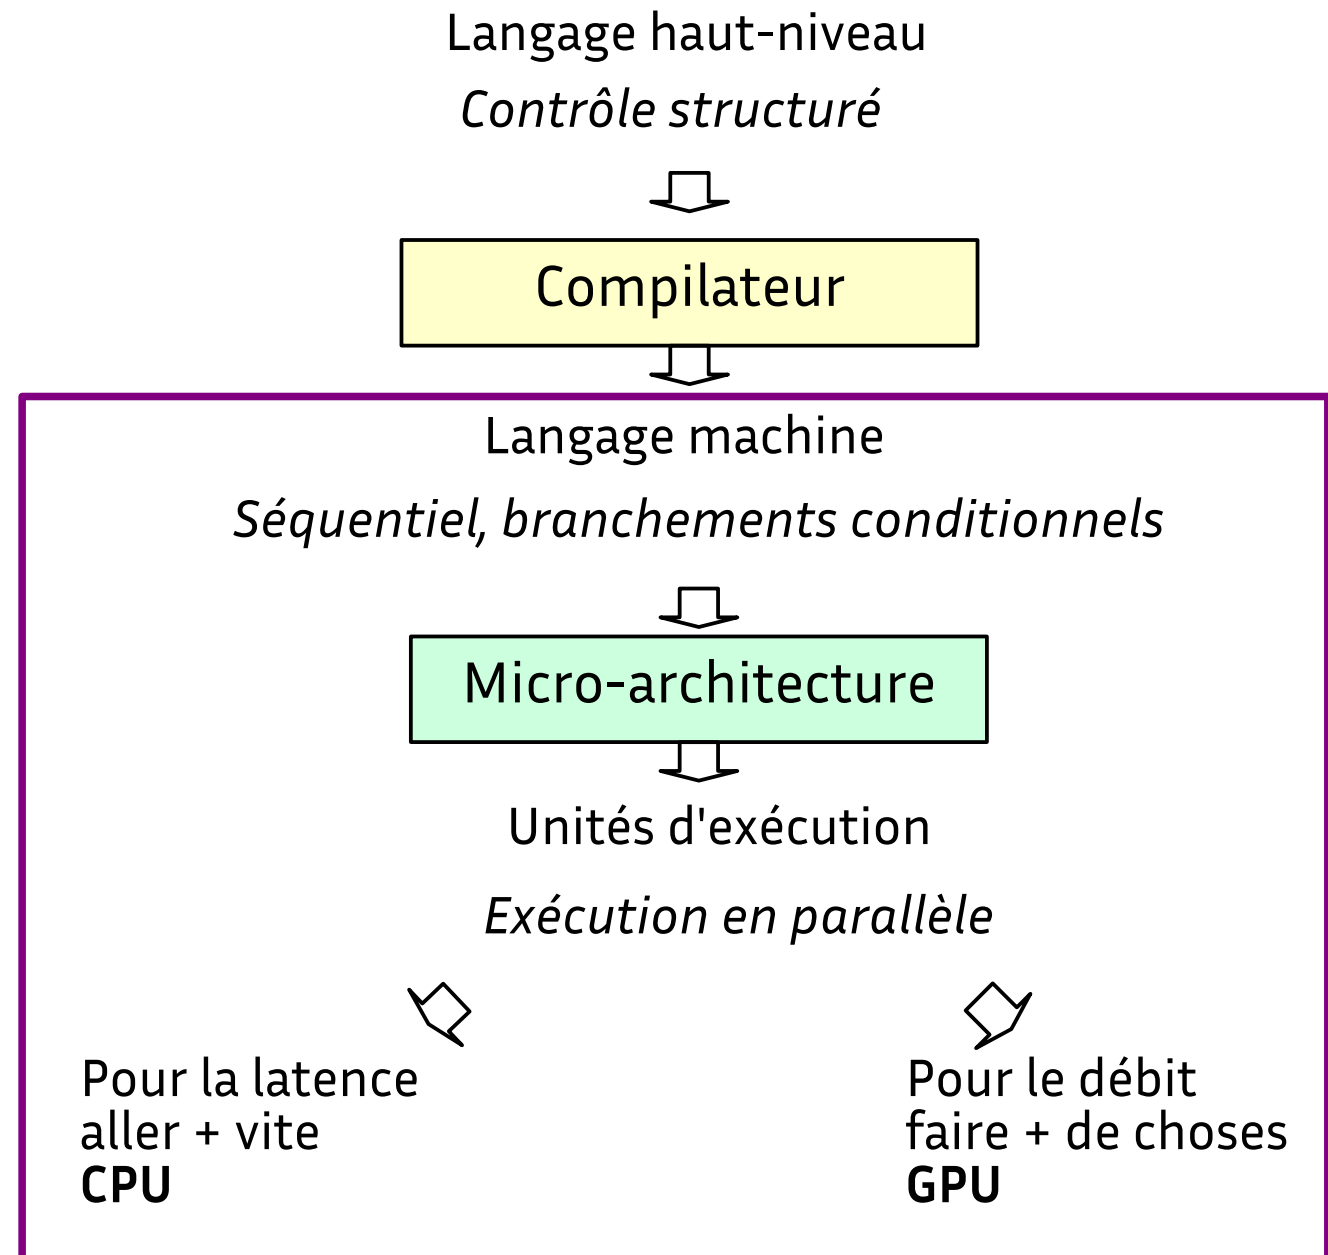 Langage haut-niveau
Contrôle structuré
Compilateur
Langage machine
Séquentiel, branchements conditionnels
Micro-architecture
Unités d'exécution
Exécution en parallèle
Pour la latence
aller + vite
CPU
Pour le débit
faire + de choses
GPU